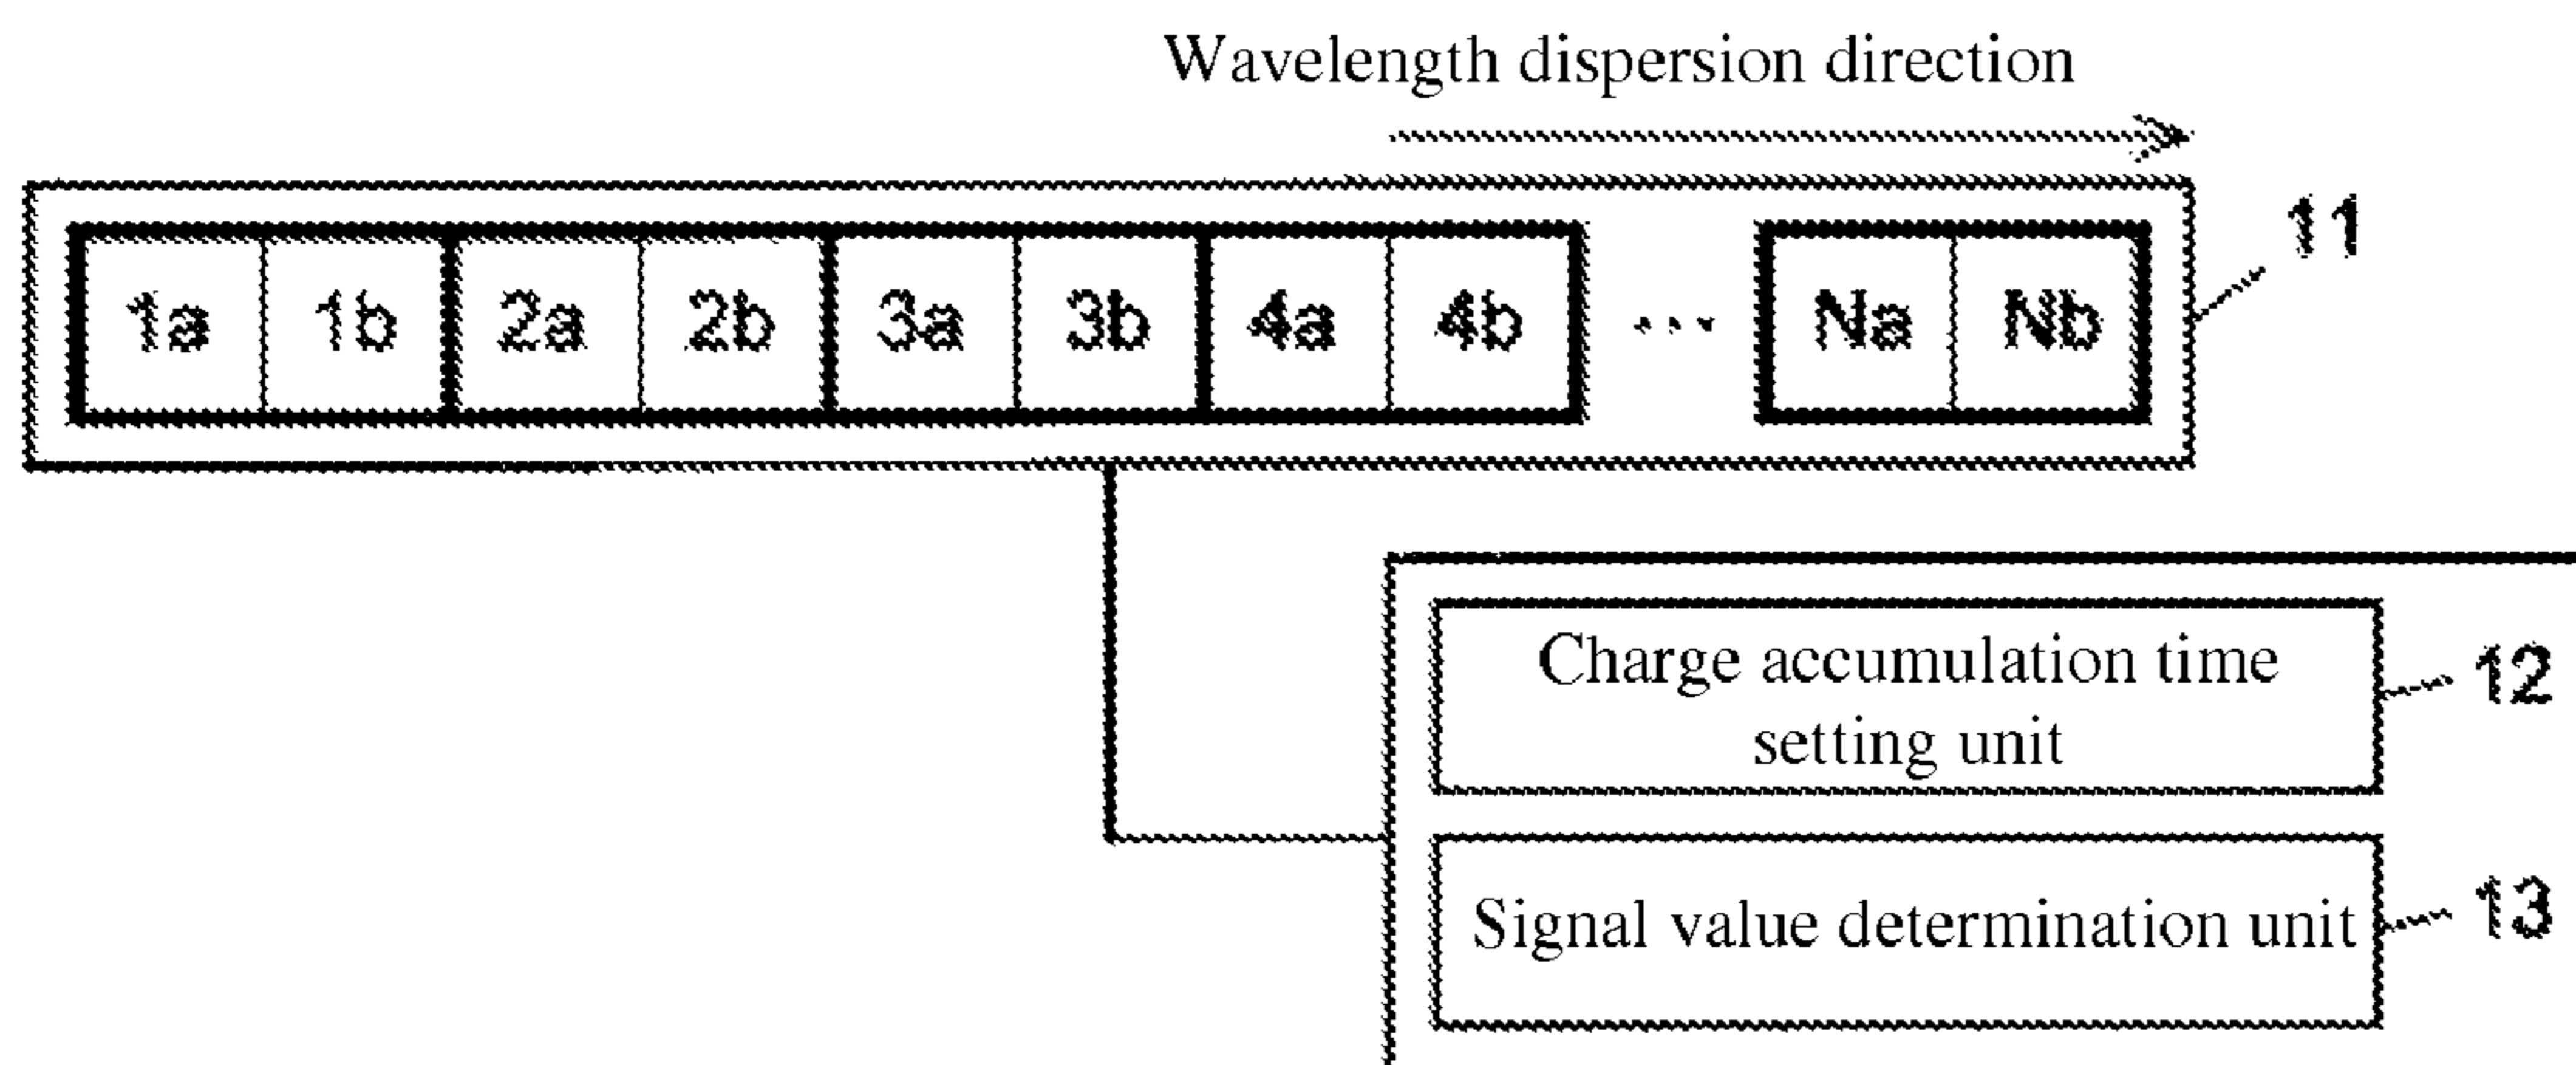 Wavelength dispersion direction
11
1a 1b 2a 2b 3a 3b 4a 4b ... Na Nb
Charge accumulation time
setting unit
12
Signal value determination unit
13